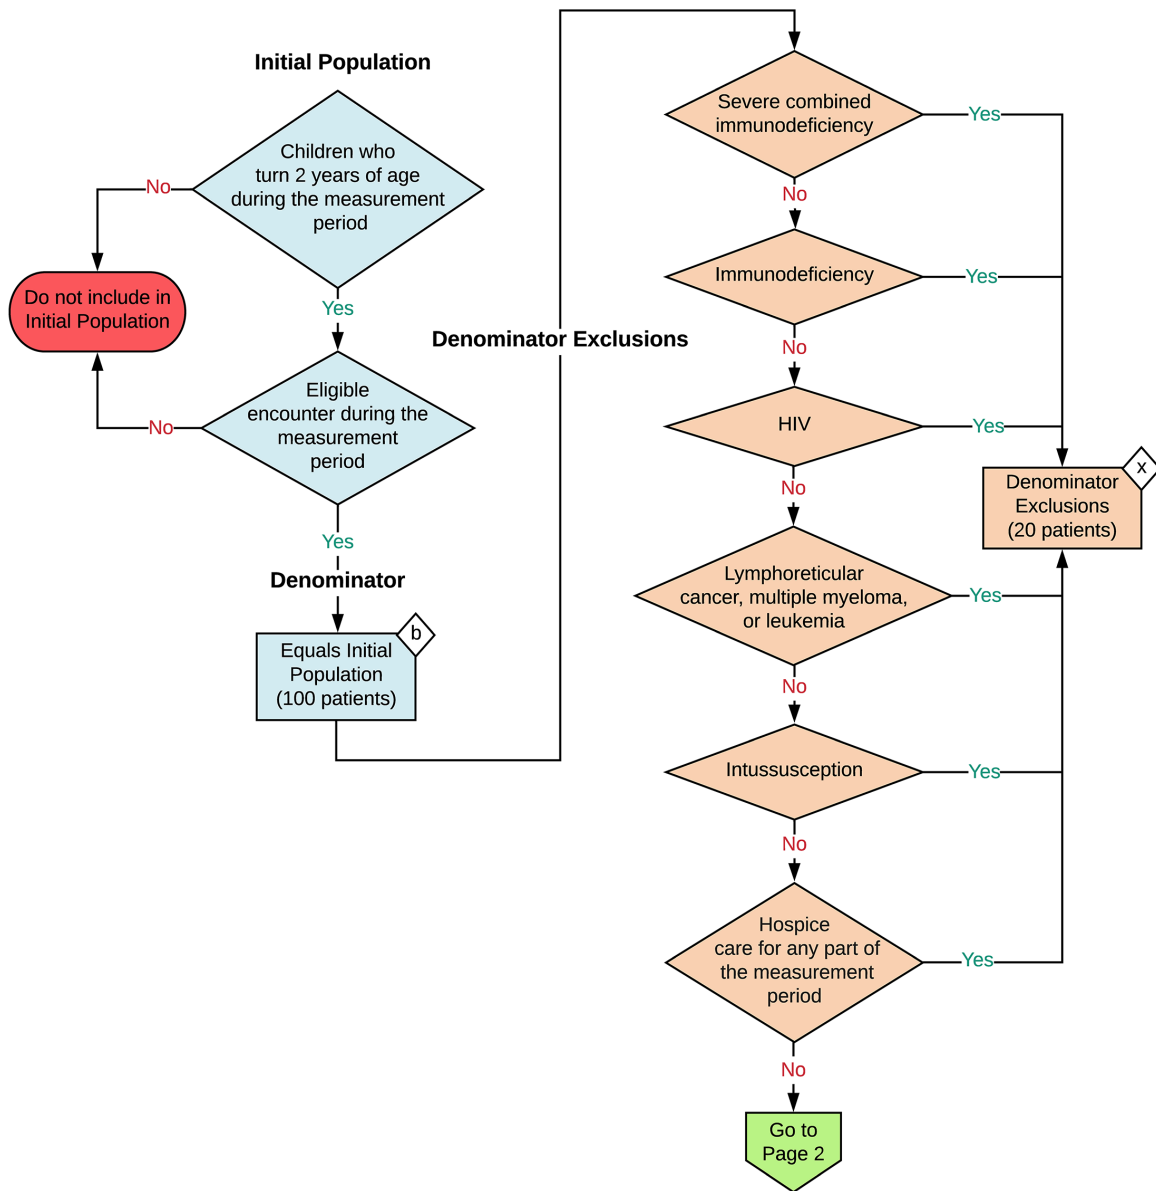 Initial Population
Children who
turn 2 years of age
during the measurement
period
No
Do not include in
Initial Population
Yes
Eligible
encounter during the
measurement
period
No
Yes
Denominator
b
Equals Initial
Population
(100 patients)
Denominator Exclusions
Severe combined
immunodeficiency
Yes
No
Immunodeficiency
Yes
No
HIV
Yes
No
x
Denominator
Exclusions
(20 patients)
Lymphoreticular
cancer, multiple myeloma,
or leukemia
Yes
No
Intussusception
Yes
No
Hospice
care for any part of
the measurement
period
Yes
No
Go to
Page 2